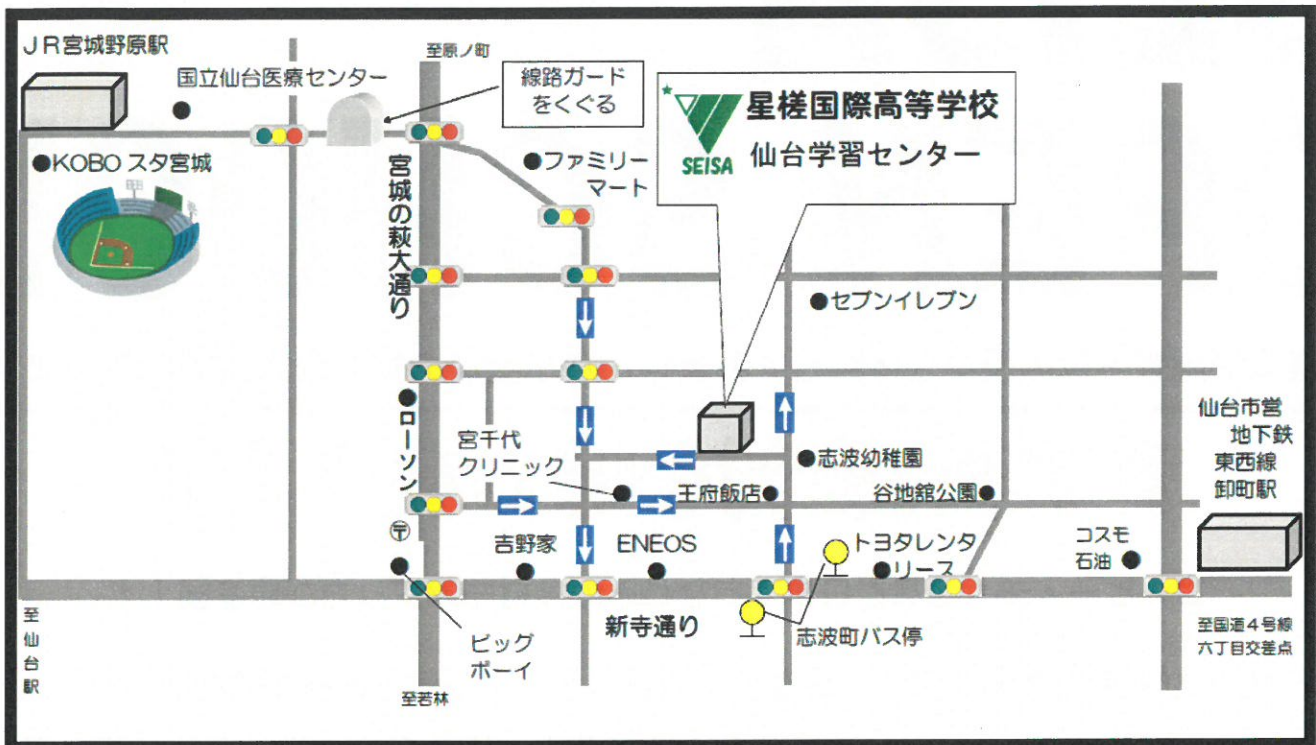 JR宮城野原駅
国立仙台医療センター
至原ノ町
線路ガード
をくぐる
星槎国際高等学校
仙台学習センター
SEISA
●KOBO スタ宮城
宮城の萩大通り
●ファミリー
マート
●セブンイレブン
●ローソン
宮千代
クリニック
●志波幼稚園
王府飯店●
谷地舘公園●
仙台市営
地下鉄
東西線
卸町駅
〒
吉野家
ENEOS
トヨタレンタ
●リース
コスモ
石油●
新寺通り
志波町バス停
ビッグ
ボーイ
至仙台駅
至若林
至国道4号線
六丁目交差点